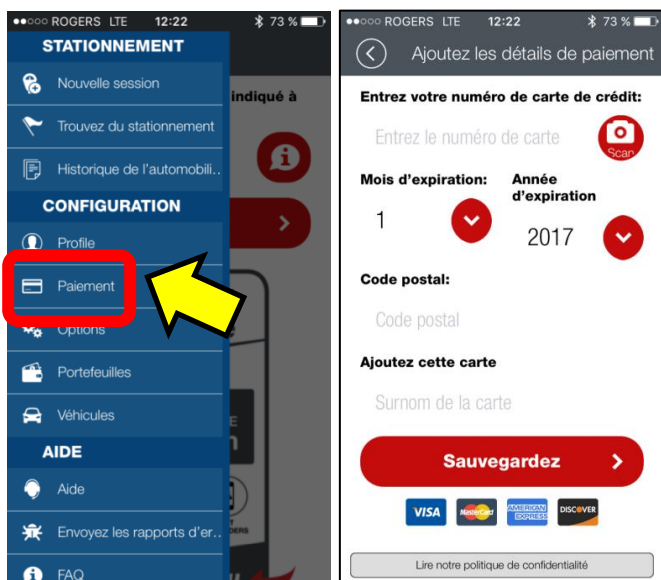 ROGERS LTE 12:22 73 %
STATIONNEMENT
Nouvelle session
Trouvez du stationnement
Historique de l'automobili..
CONFIGURATION
Profile
Paiement
Options
Portefeuilles
Véhicules
AIDE
Aide
Envoyez les rapports d'er..
FAQ
indiqué à
ROGERS LTE 12:22 73 %
Ajoutez les détails de paiement
Entrez votre numéro de carte de crédit:
Entrez le numéro de carte
Scan
Mois d'expiration:
Année
d'expiration
1
2017
Code postal:
Code postal
Ajoutez cette carte
Surnom de la carte
Sauvegardez
VISA MasterCard AMERICAN EXPRESS DISCOVER
Lire notre politique de confidentialité